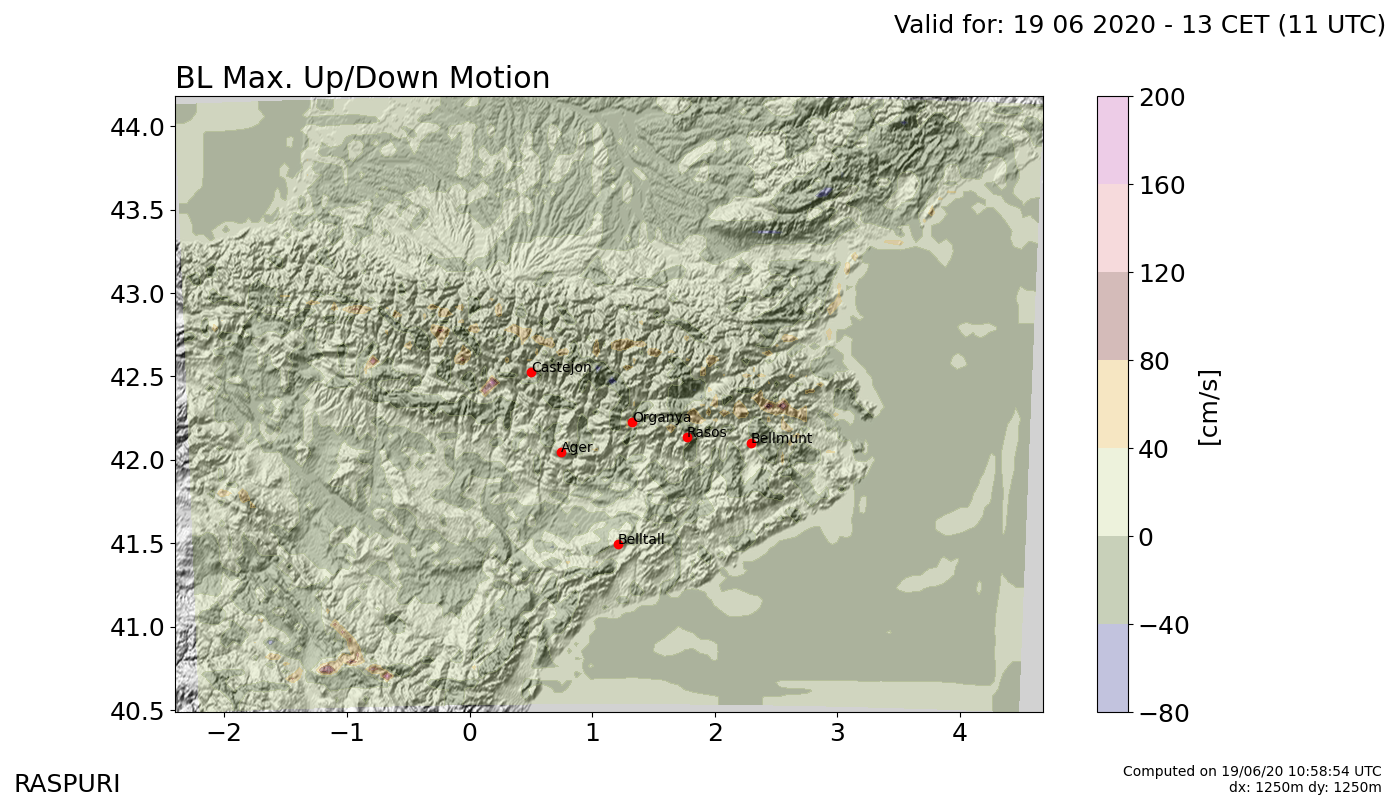 Valid for: 19 06 2020 - 13 CET (11 UTC)
BL Max. Up/Down Motion
44.0
43.5
43.0
42.5
42.0
41.5
41.0
40.5
−2
−1
0
1
2
3
4
Castejon
Organya
Rasos
Bellmunt
Ager
Belltall
200
160
120
80
40
0
−40
−80
[cm/s]
RASPURI
Computed on 19/06/20 10:58:54 UTC
dx: 1250m dy: 1250m